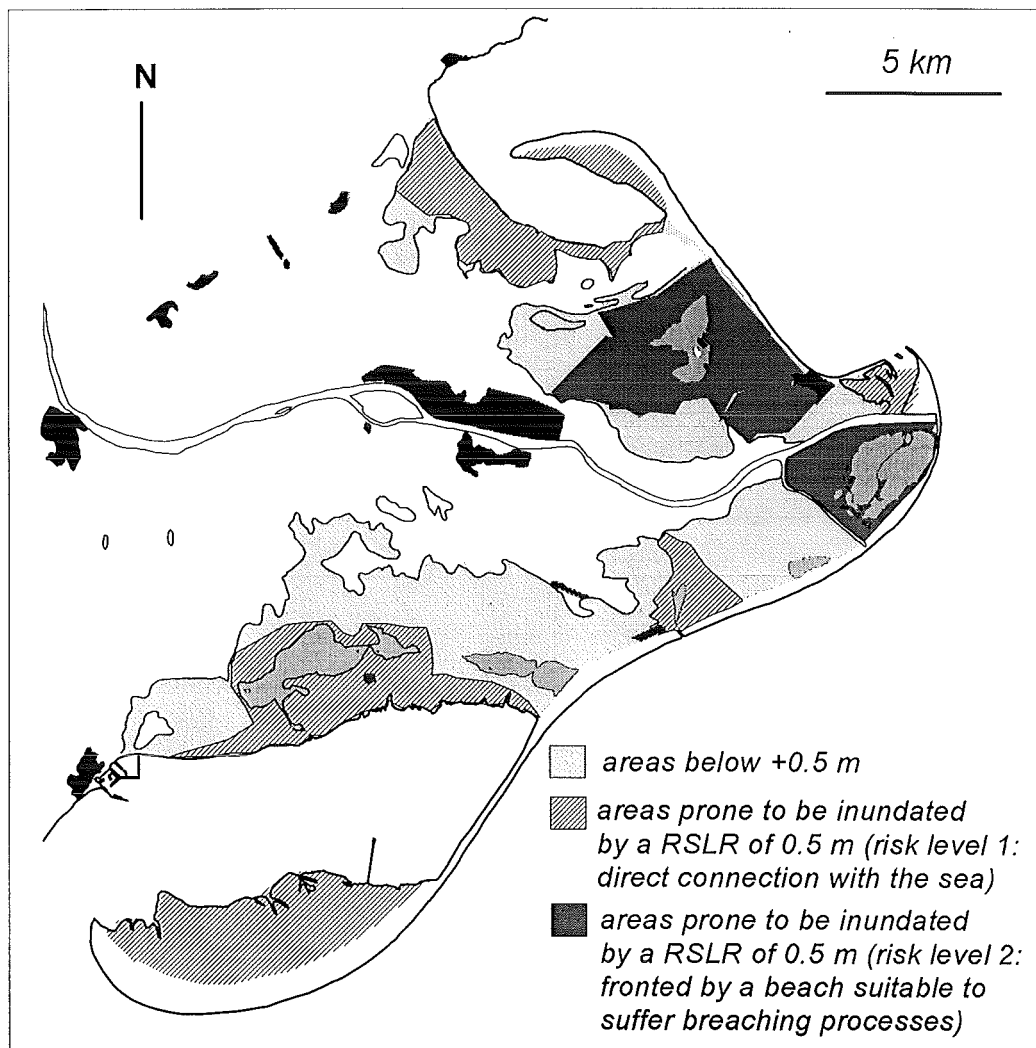 N
5 km
areas below +0.5 m
areas prone to be inundated
by a RSLR of 0.5 m (risk level 1:
direct connection with the sea)
areas prone to be inundated
by a RSLR of 0.5 m (risk level 2:
fronted by a beach suitable to
suffer breaching processes)